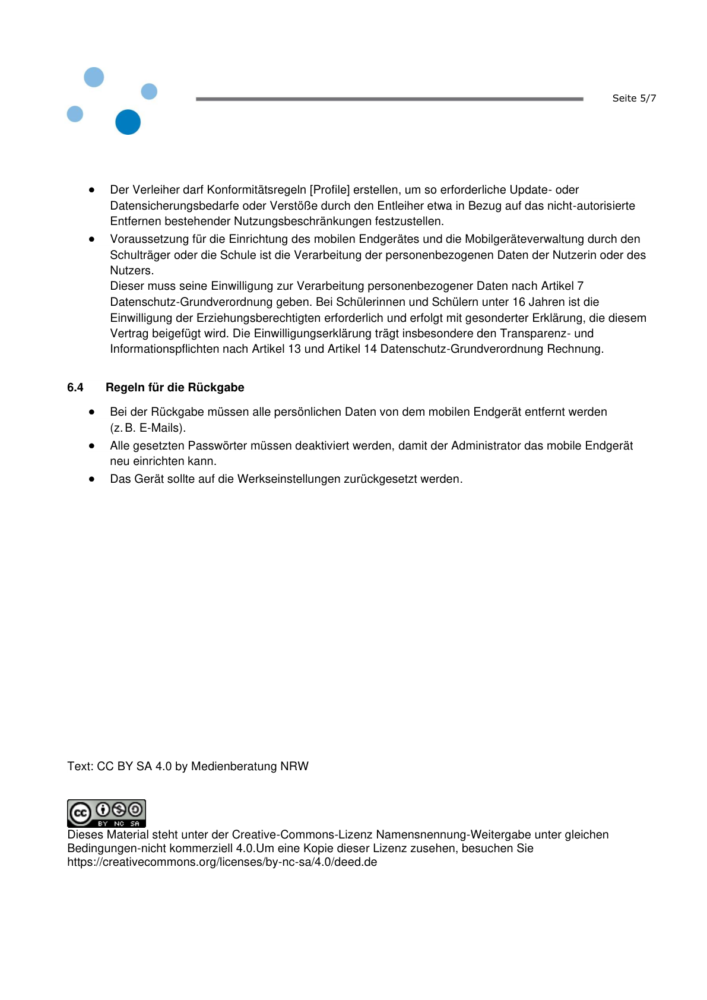 Seite 5/7
● Der Verleiher darf Konformitätsregeln [Profile] erstellen, um so erforderliche Update- oder
Datensicherungsbedarfe oder Verstöße durch den Entleiher etwa in Bezug auf das nicht-autorisierte
Entfernen bestehender Nutzungsbeschränkungen festzustellen.
● Voraussetzung für die Einrichtung des mobilen Endgerätes und die Mobilgeräteverwaltung durch den
Schulträger oder die Schule ist die Verarbeitung der personenbezogenen Daten der Nutzerin oder des
Nutzers.
Dieser muss seine Einwilligung zur Verarbeitung personenbezogener Daten nach Artikel 7
Datenschutz-Grundverordnung geben. Bei Schülerinnen und Schülern unter 16 Jahren ist die
Einwilligung der Erziehungsberechtigten erforderlich und erfolgt mit gesonderter Erklärung, die diesem
Vertrag beigefügt wird. Die Einwilligungserklärung trägt insbesondere den Transparenz- und
Informationspflichten nach Artikel 13 und Artikel 14 Datenschutz-Grundverordnung Rechnung.
6.4 Regeln für die Rückgabe
● Bei der Rückgabe müssen alle persönlichen Daten von dem mobilen Endgerät entfernt werden
(z. B. E-Mails).
● Alle gesetzten Passwörter müssen deaktiviert werden, damit der Administrator das mobile Endgerät
neu einrichten kann.
● Das Gerät sollte auf die Werkseinstellungen zurückgesetzt werden.
Text: CC BY SA 4.0 by Medienberatung NRW
cc
BY NC SA
Dieses Material steht unter der Creative-Commons-Lizenz Namensnennung-Weitergabe unter gleichen
Bedingungen-nicht kommerziell 4.0.Um eine Kopie dieser Lizenz zusehen, besuchen Sie
https://creativecommons.org/licenses/by-nc-sa/4.0/deed.de